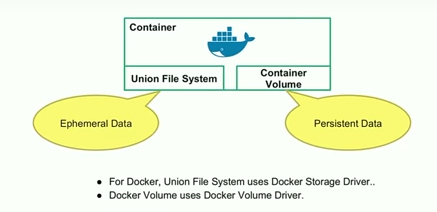 Container
Union File System
Container
Volume
Ephemeral Data
Persistent Data
● For Docker, Union File System uses Docker Storage Driver..
● Docker Volume uses Docker Volume Driver.